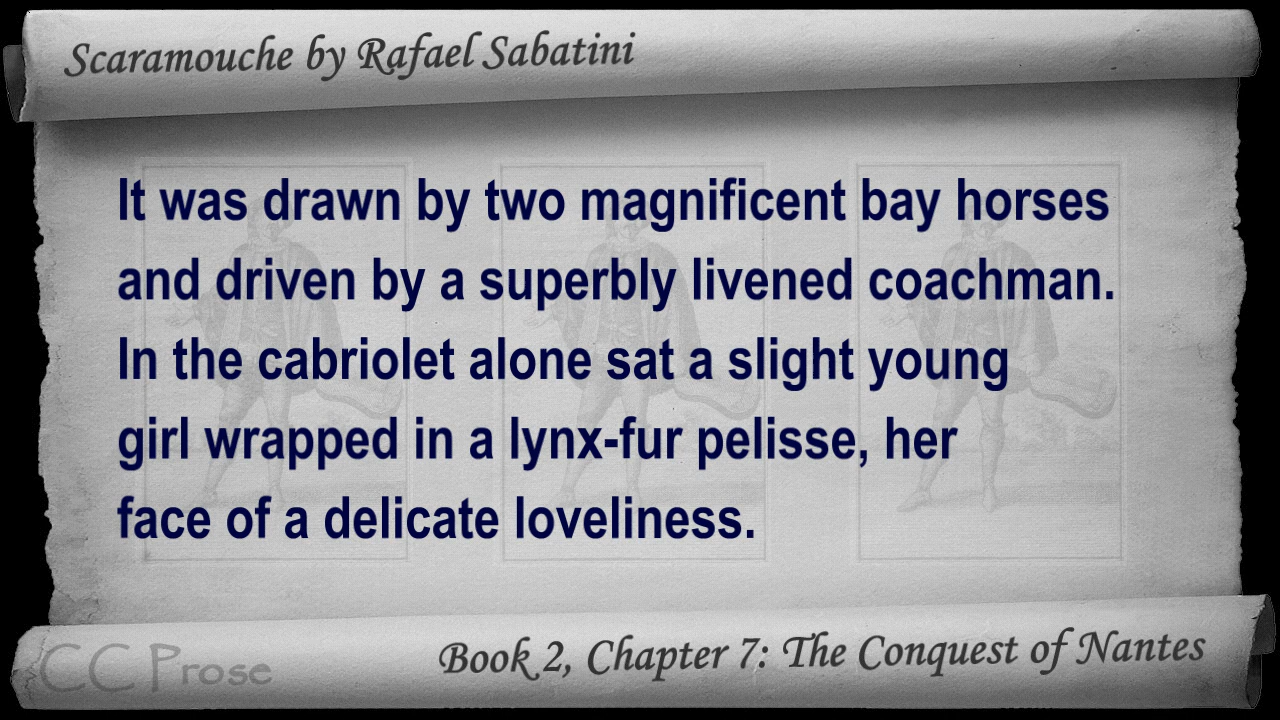 Scaramouche by Rafael Sabatini
It was drawn by two magnificent bay horses
and driven by a superbly livened coachman.
In the cabriolet alone sat a slight young
girl wrapped in a lynx-fur pelisse, her
face of a delicate loveliness.
CC Prose
Book 2, Chapter 7: The Conquest of Nantes